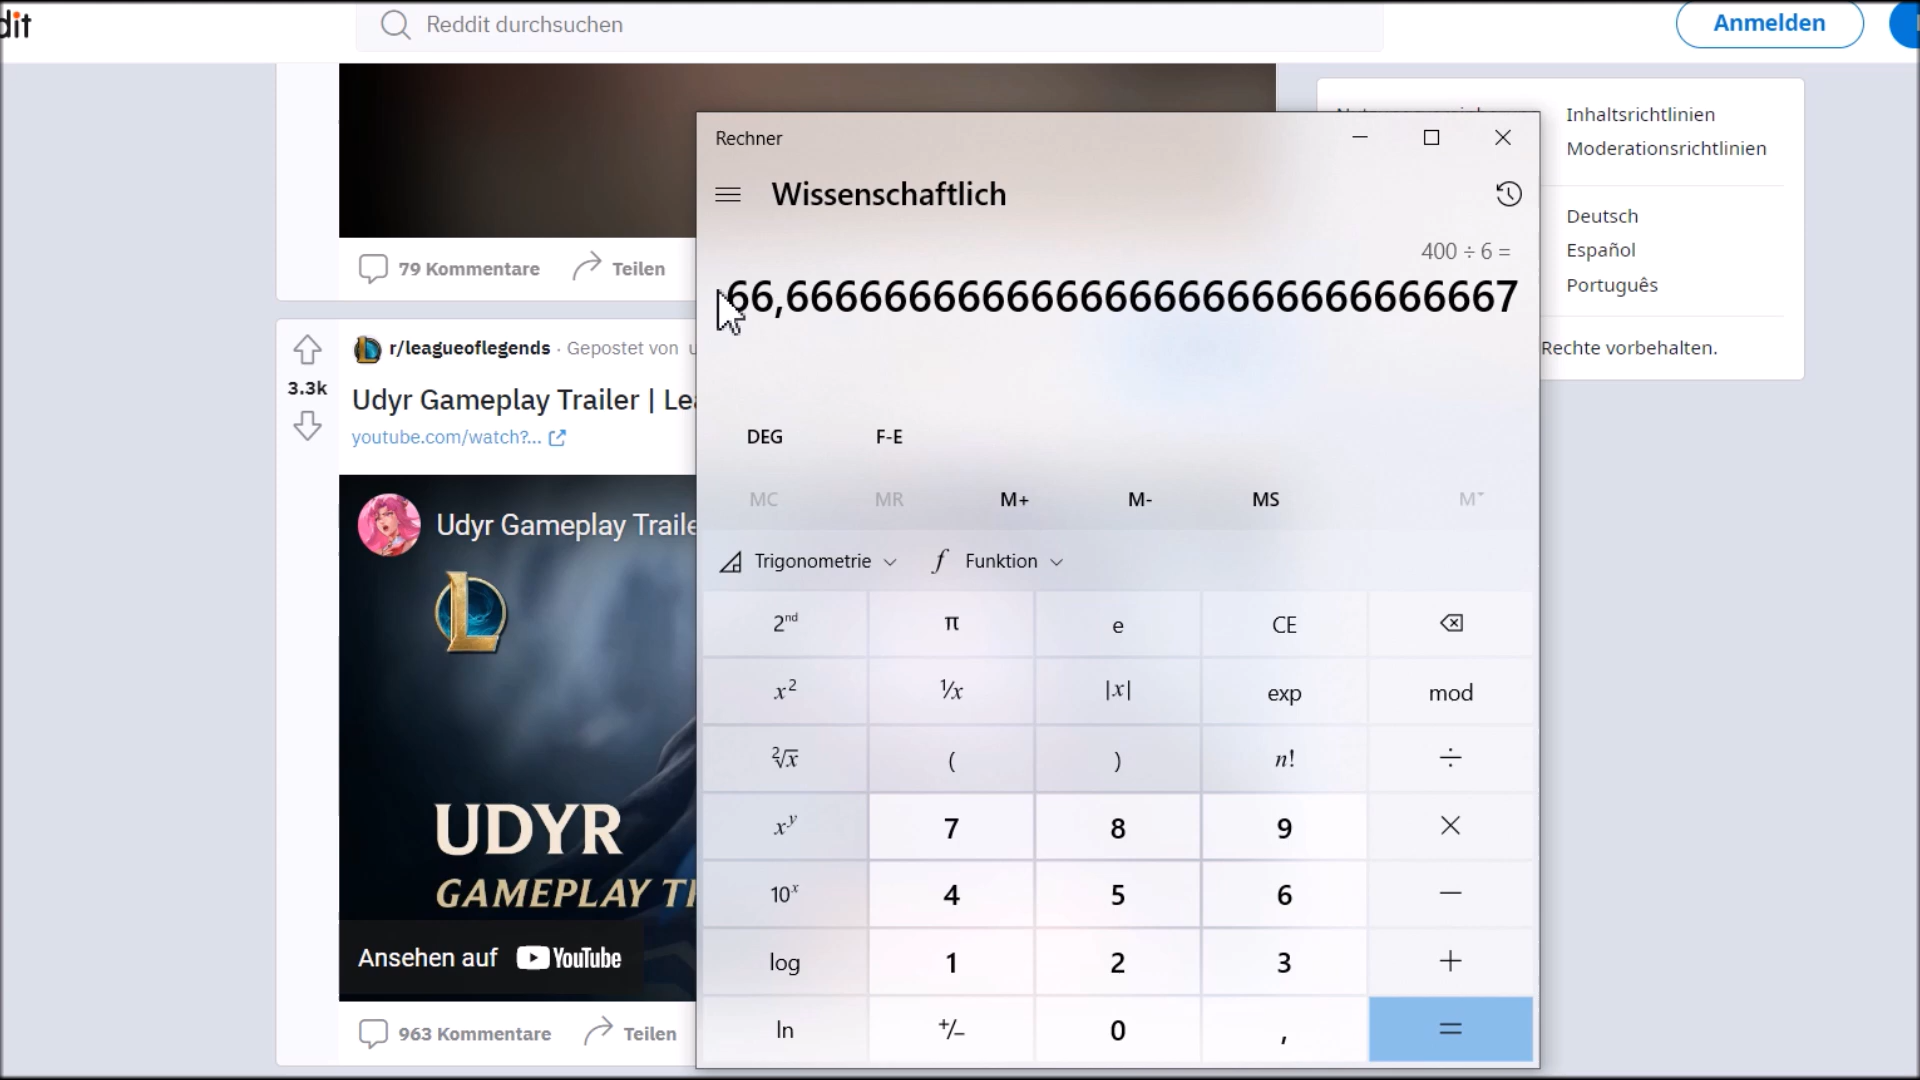 dit
Reddit durchsuchen
Anmelden
Inhaltsrichtlinien
Moderationsrichtlinien
Deutsch
Español
Português
Rechte vorbehalten.
79 Kommentare
Teilen
r/leagueoflegends · Gepostet von u
3.3k
Udyr Gameplay Trailer | Lea
youtube.com/watch?...
Udyr Gameplay Traile
UDYR
GAMEPLAY TR
Ansehen auf YouTube
963 Kommentare
Teilen
Rechner
Wissenschaftlich
400 ÷ 6 =
66,666666666666666666666666666667
DEG F-E
MC MR M+ M- MS M˅
Trigonometrie f Funktion
2nd π e CE
x² ¹/x |x| exp mod
²√x ( ) n! ÷
xʸ 7 8 9 ×
10ˣ 4 5 6 −
log 1 2 3 +
ln +/− 0 , =